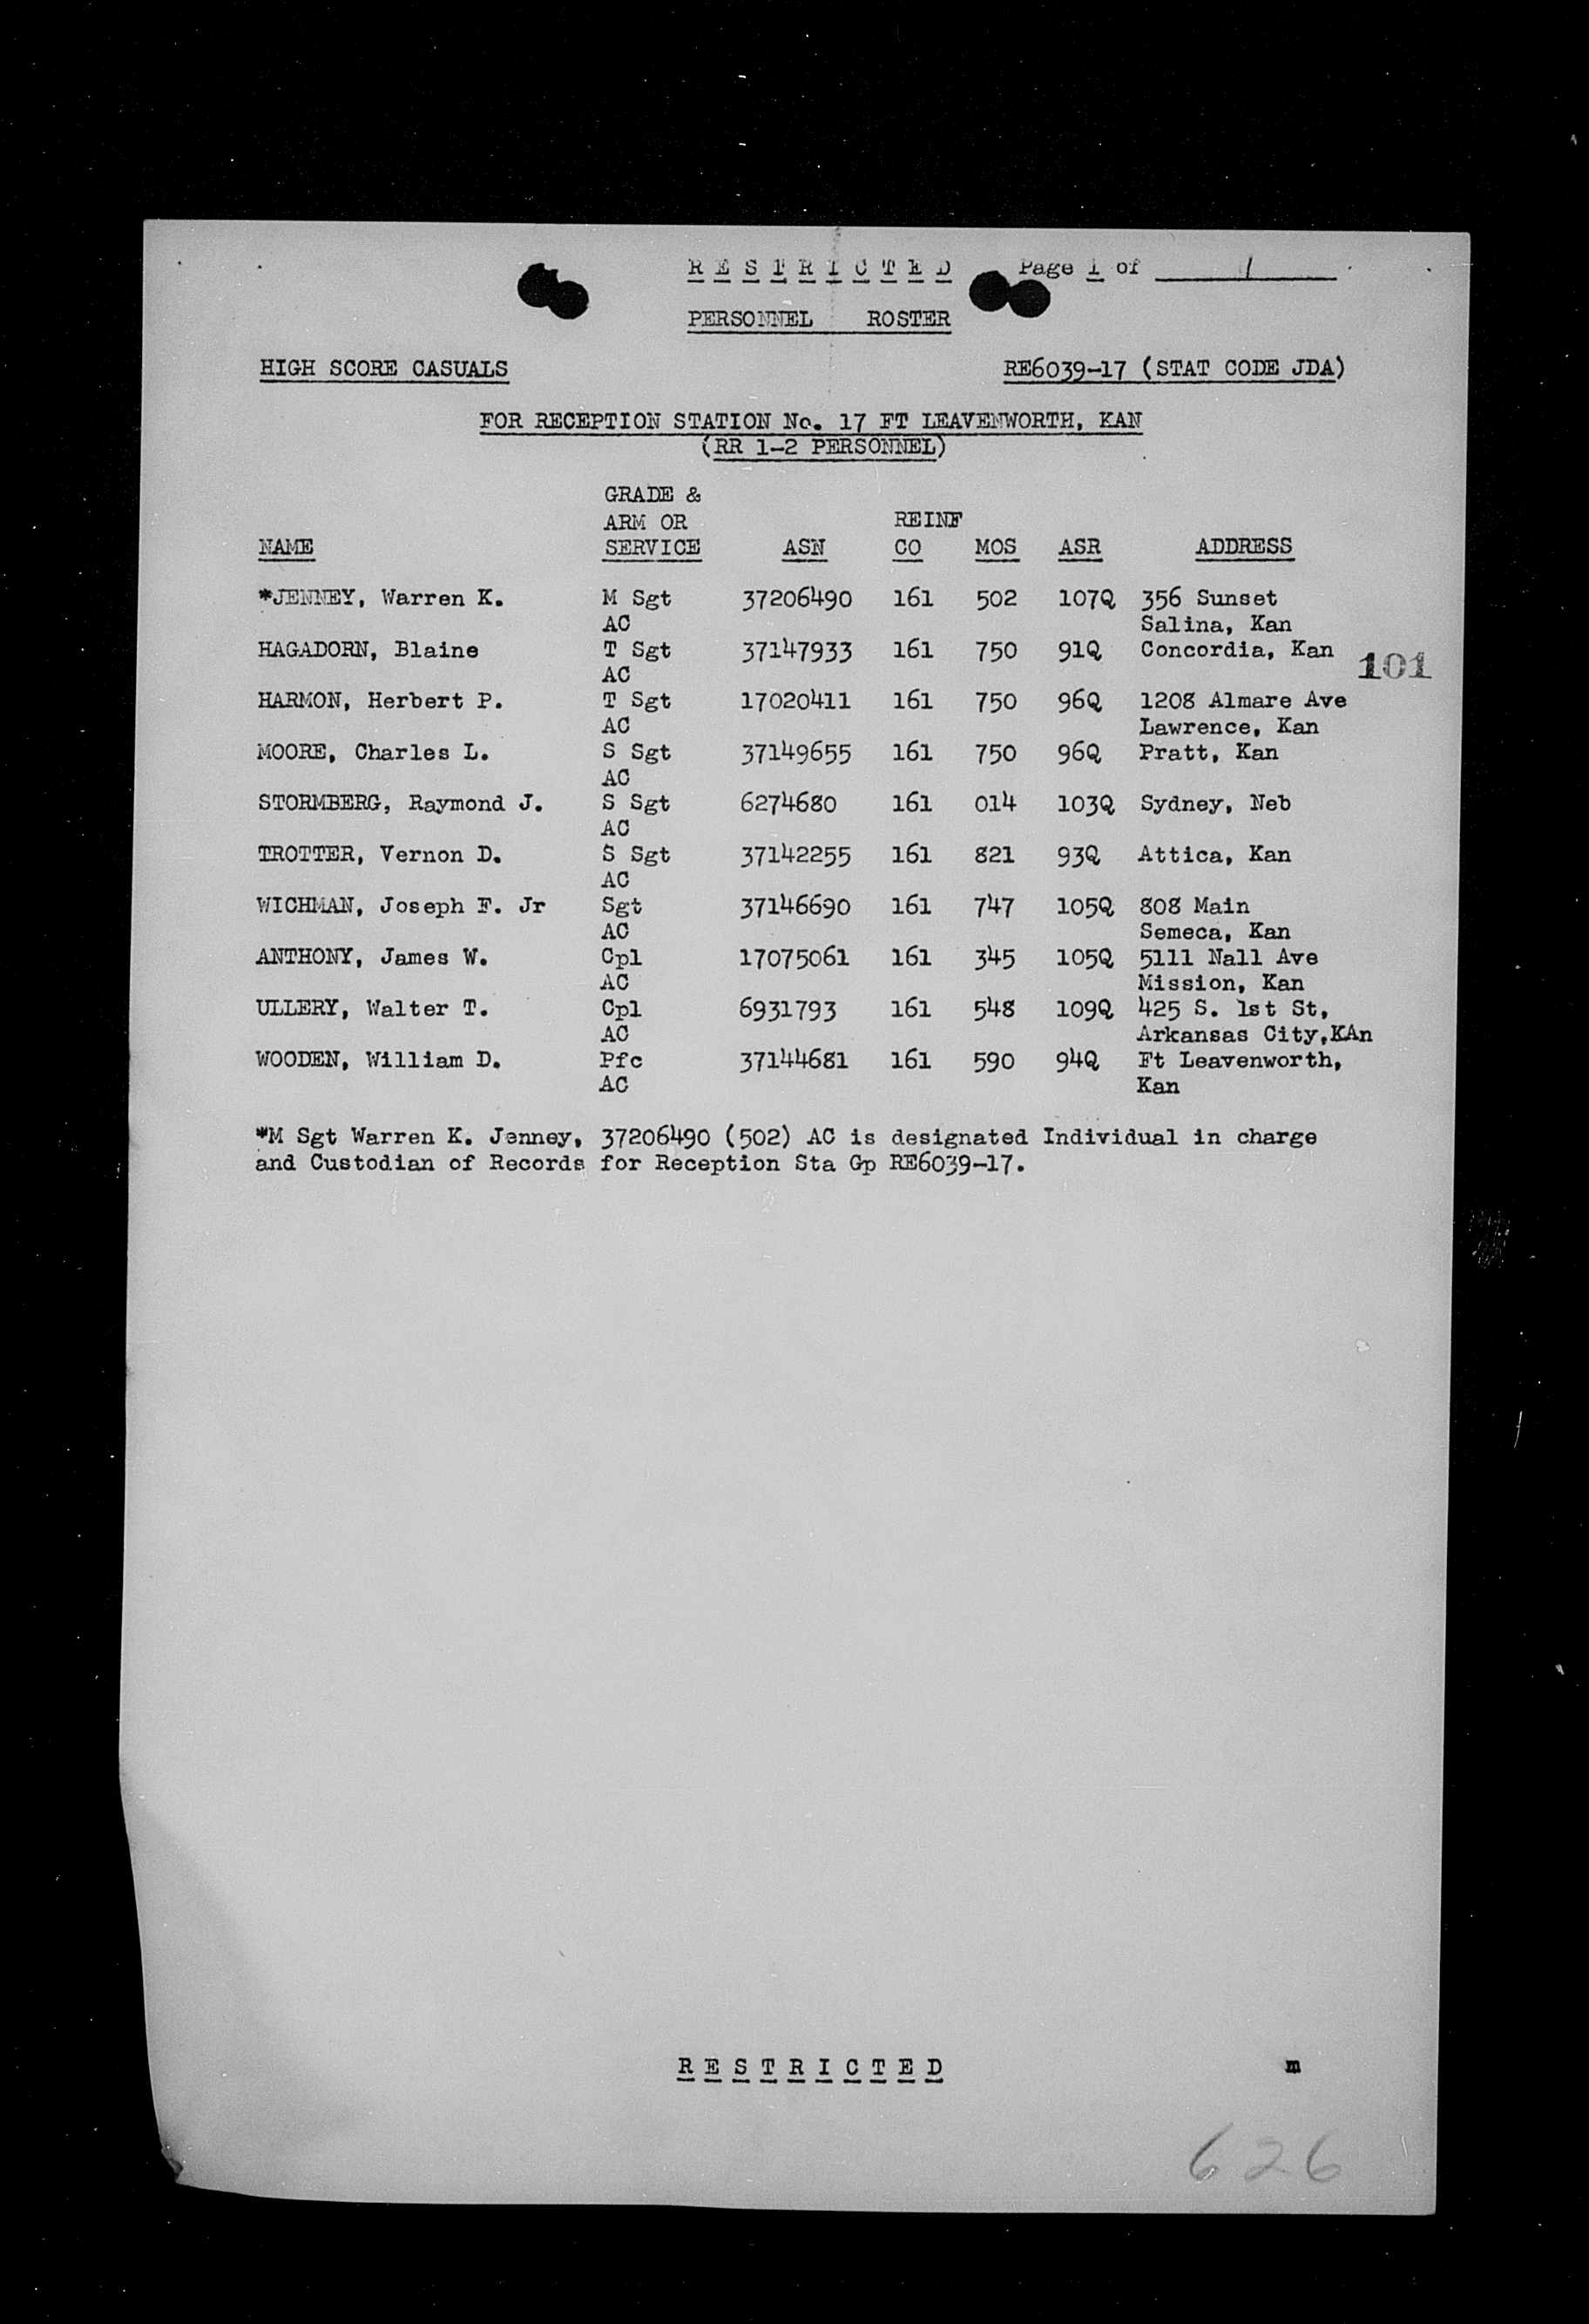 RESTRICTED Page 1 of 1
PERSONNEL ROSTER
HIGH SCORE CASUALS RE6039-17 (STAT CODE JDA)
FOR RECEPTION STATION No. 17 FT LEAVENWORTH, KAN
(RR 1-2 PERSONNEL)
GRADE &
ARM OR REINF
NAME SERVICE ASN CO MOS ASR ADDRESS
*JENNEY, Warren K. M Sgt 37206490 161 502 107Q 356 Sunset
AC Salina, Kan
HAGADORN, Blaine T Sgt 37147933 161 750 91Q Concordia, Kan
101
AC
HARMON, Herbert P. T Sgt 17020411 161 750 96Q 1208 Almare Ave
AC Lawrence, Kan
MOORE, Charles L. S Sgt 37149655 161 750 96Q Pratt, Kan
AC
STORMBERG, Raymond J. S Sgt 6274680 161 014 103Q Sydney, Neb
AC
TROTTER, Vernon D. S Sgt 37142255 161 821 93Q Attica, Kan
AC
WICHMAN, Joseph F. Jr Sgt 37146690 161 747 105Q 808 Main
AC Semeca, Kan
ANTHONY, James W. Cpl 17075061 161 345 105Q 5111 Nall Ave
AC Mission, Kan
ULLERY, Walter T. Cpl 6931793 161 548 109Q 425 S. 1st St,
AC Arkansas City,KAn
WOODEN, William D. Pfc 37144681 161 590 94Q Ft Leavenworth,
AC Kan
*M Sgt Warren K. Jenney, 37206490 (502) AC is designated Individual in charge
and Custodian of Records for Reception Sta Gp RE6039-17.
RESTRICTED m
626